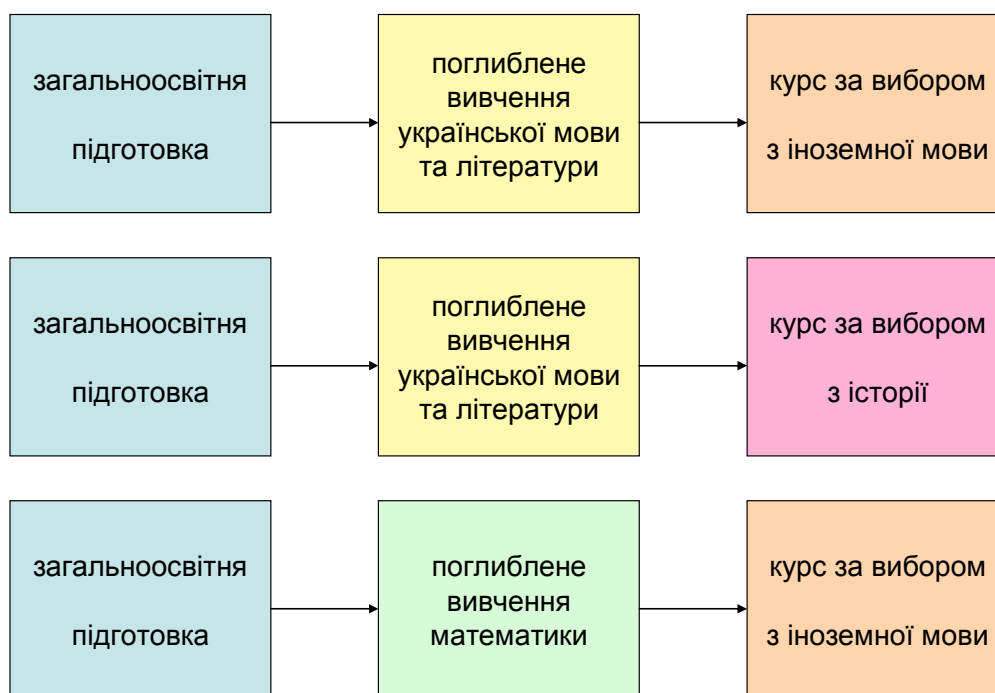 загальноосвітня
підготовка
поглиблене
вивчення
української мови
та літератури
курс за вибором
з іноземної мови
загальноосвітня
підготовка
поглиблене
вивчення
української мови
та літератури
курс за вибором
з історії
загальноосвітня
підготовка
поглиблене
вивчення
математики
курс за вибором
з іноземної мови